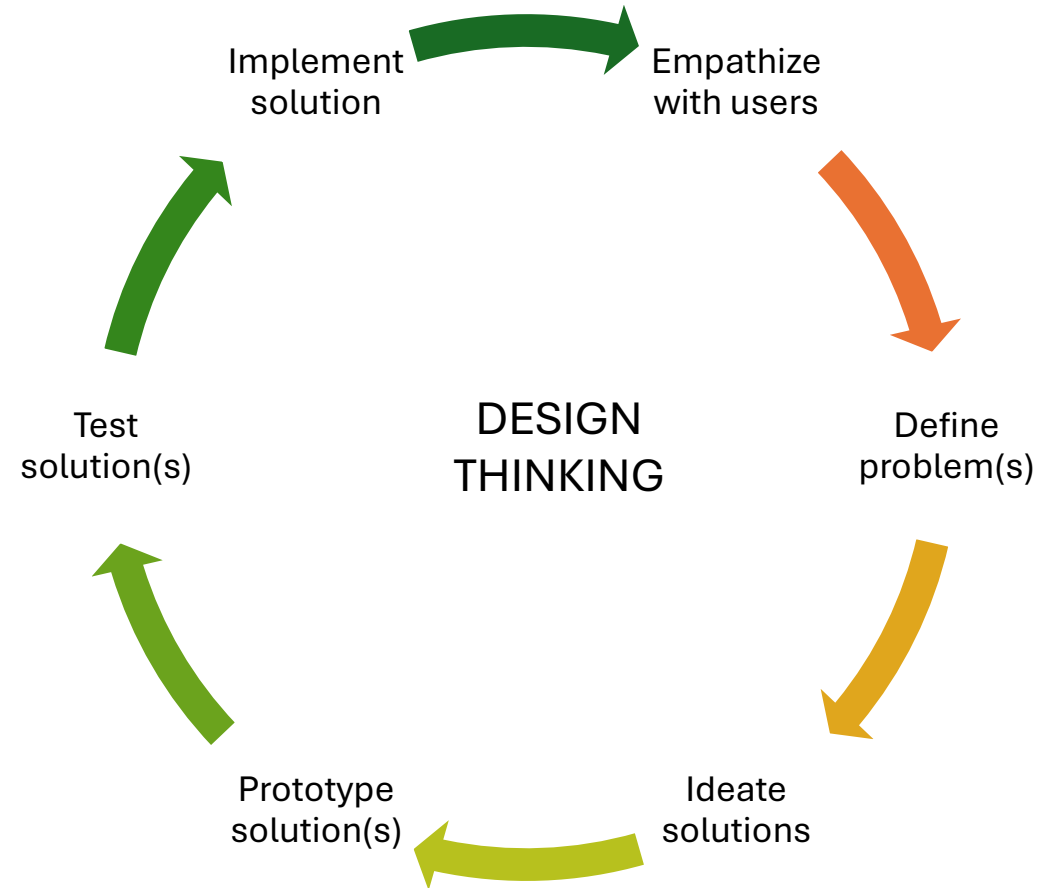 Implement
solution
Empathize
with users
Test
solution(s)
DESIGN
THINKING
Define
problem(s)
Prototype
solution(s)
Ideate
solutions